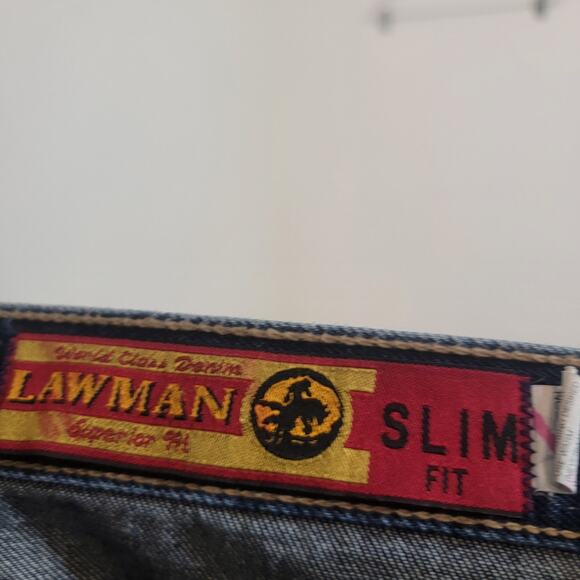 World Class Denim
LAWMAN
Superior Fit
SLIM
FIT